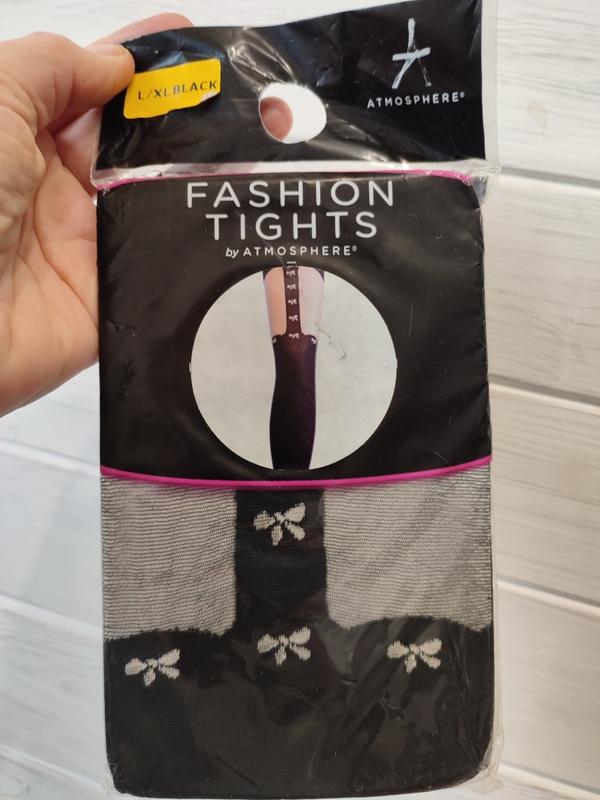 L/XL BLACK
ATMOSPHERE®
FASHION
TIGHTS
by ATMOSPHERE®